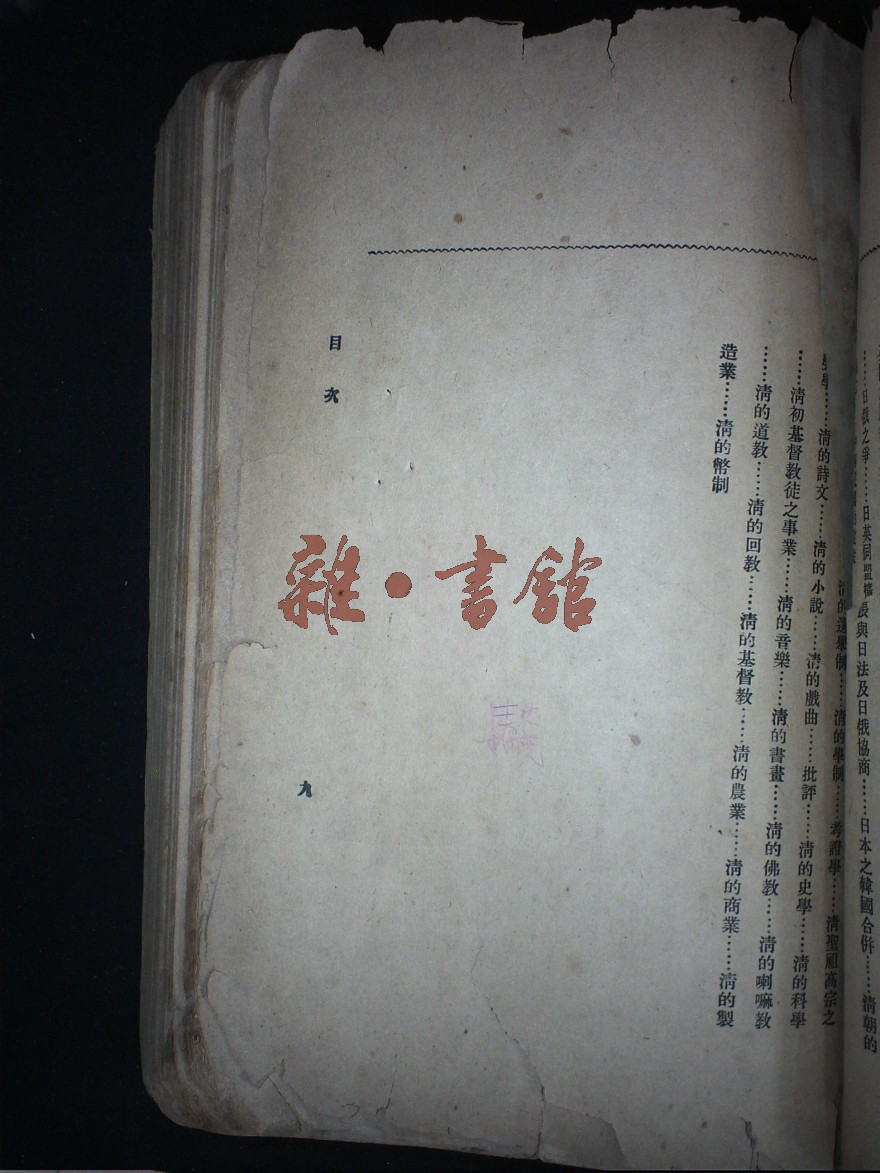 日俄之爭……日英同盟擴張與日法及日俄協商……日本之韓國合併……清朝的
清的選舉制……清的學制……考證學……清聖祖高宗之
學……清的詩文……清的小說……清的戲曲……批評……清的史學……清的科學
……清初基督教徒之事業……清的音樂……清的書畫……清的佛教……清的喇嘛教
……清的道教……清的回教……清的基督教……清的農業……清的商業……清的製
造業……清的幣制
目次
九
雜·書館